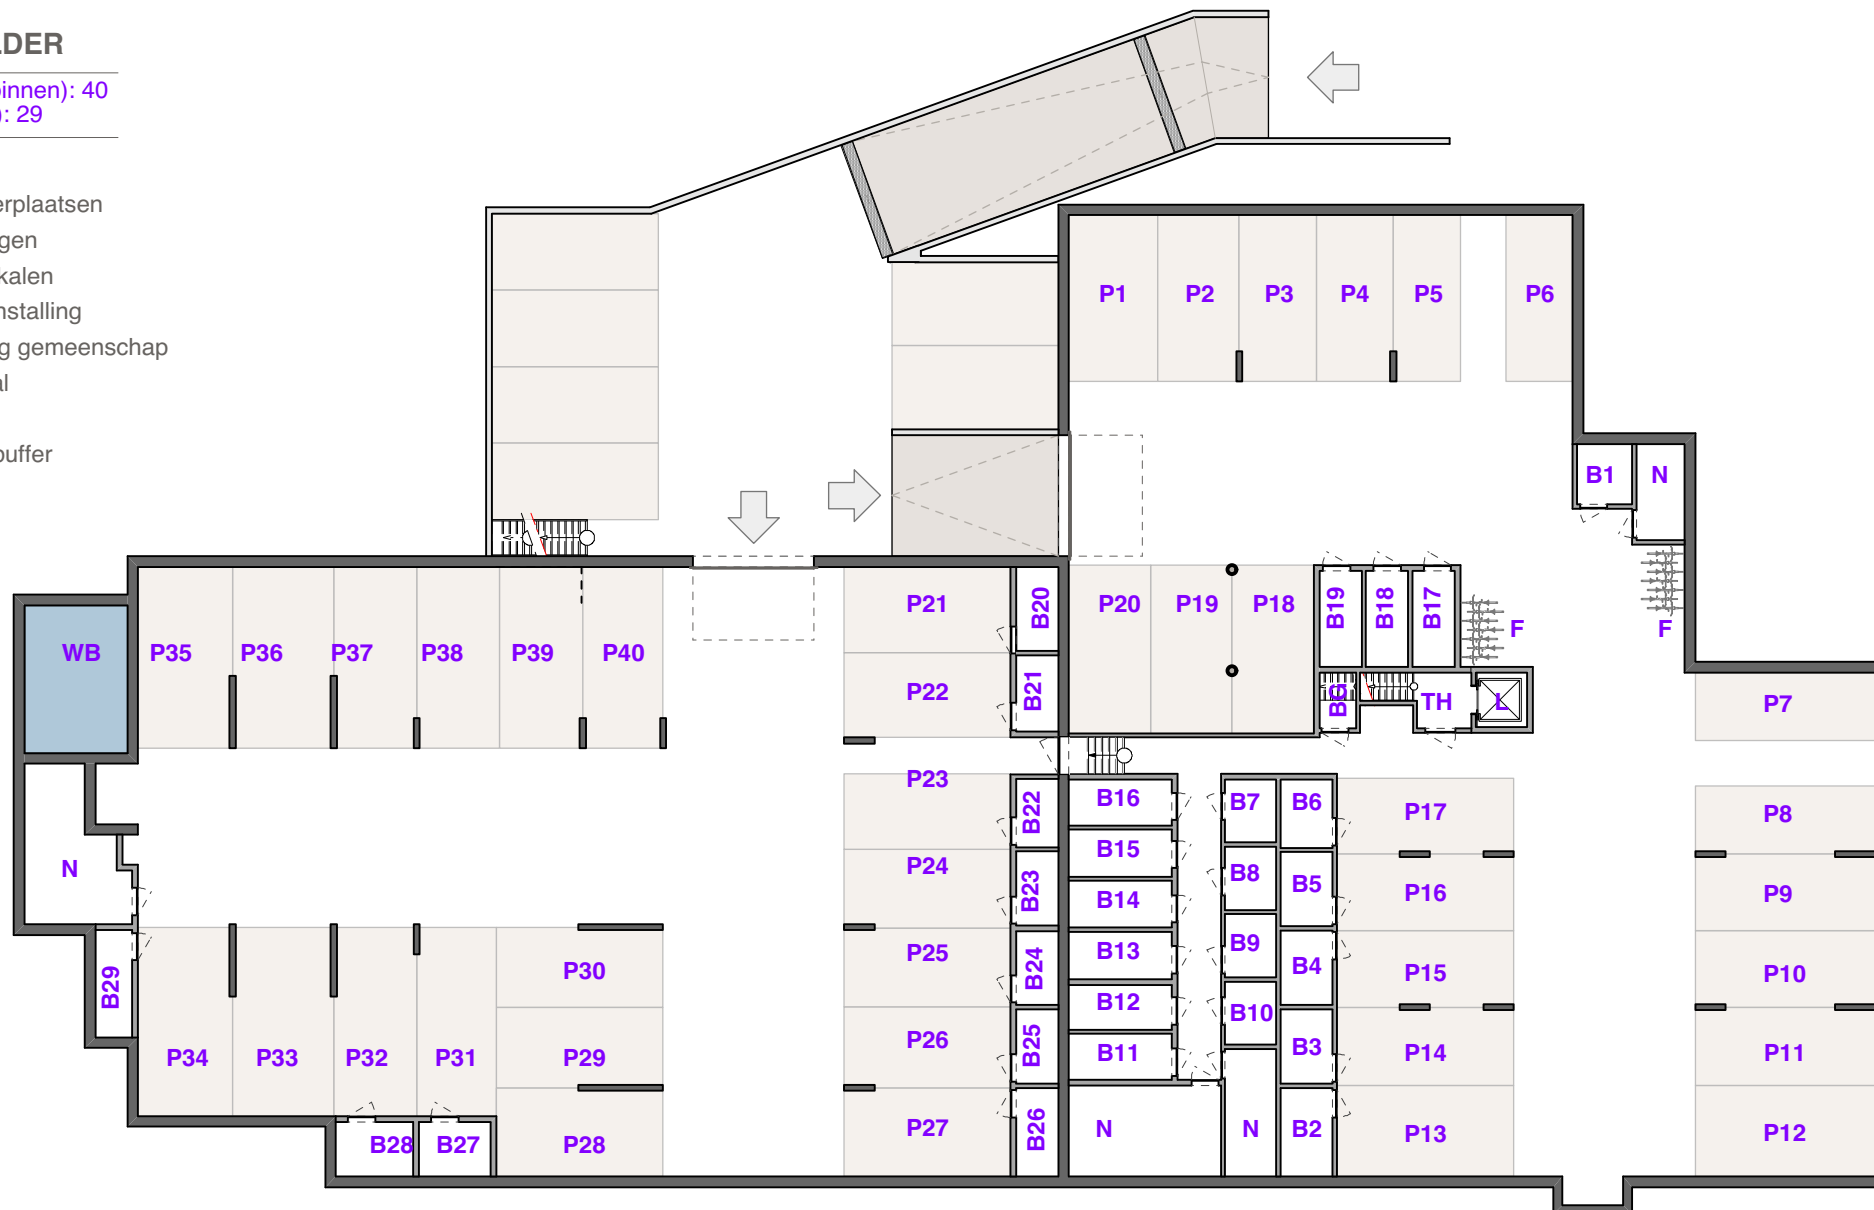 LDER
binnen): 40
): 29
erplaatsen
gen
kalen
nstalling
g gemeenschap
al
buffer
P1 P2 P3 P4 P5 P6
B1 N
P21 B20 P20 P19 P18 B19 B18 B17 F F
WB P35 P36 P37 P38 P39 P40
P22 B21 BG TH L P7
P23 B22 B16 B7 B6 P17 P8
P24 B15
N B23 B14 B8 B5 P16 P9
P25 B24 B13 B9 B4 P15 P10
B29 P30
P26 B12 B10
P34 P33 P32 P31 P29 B25 B11 B3 P14 P11
B28 B27 P28 P27 B26 N N B2 P13 P12